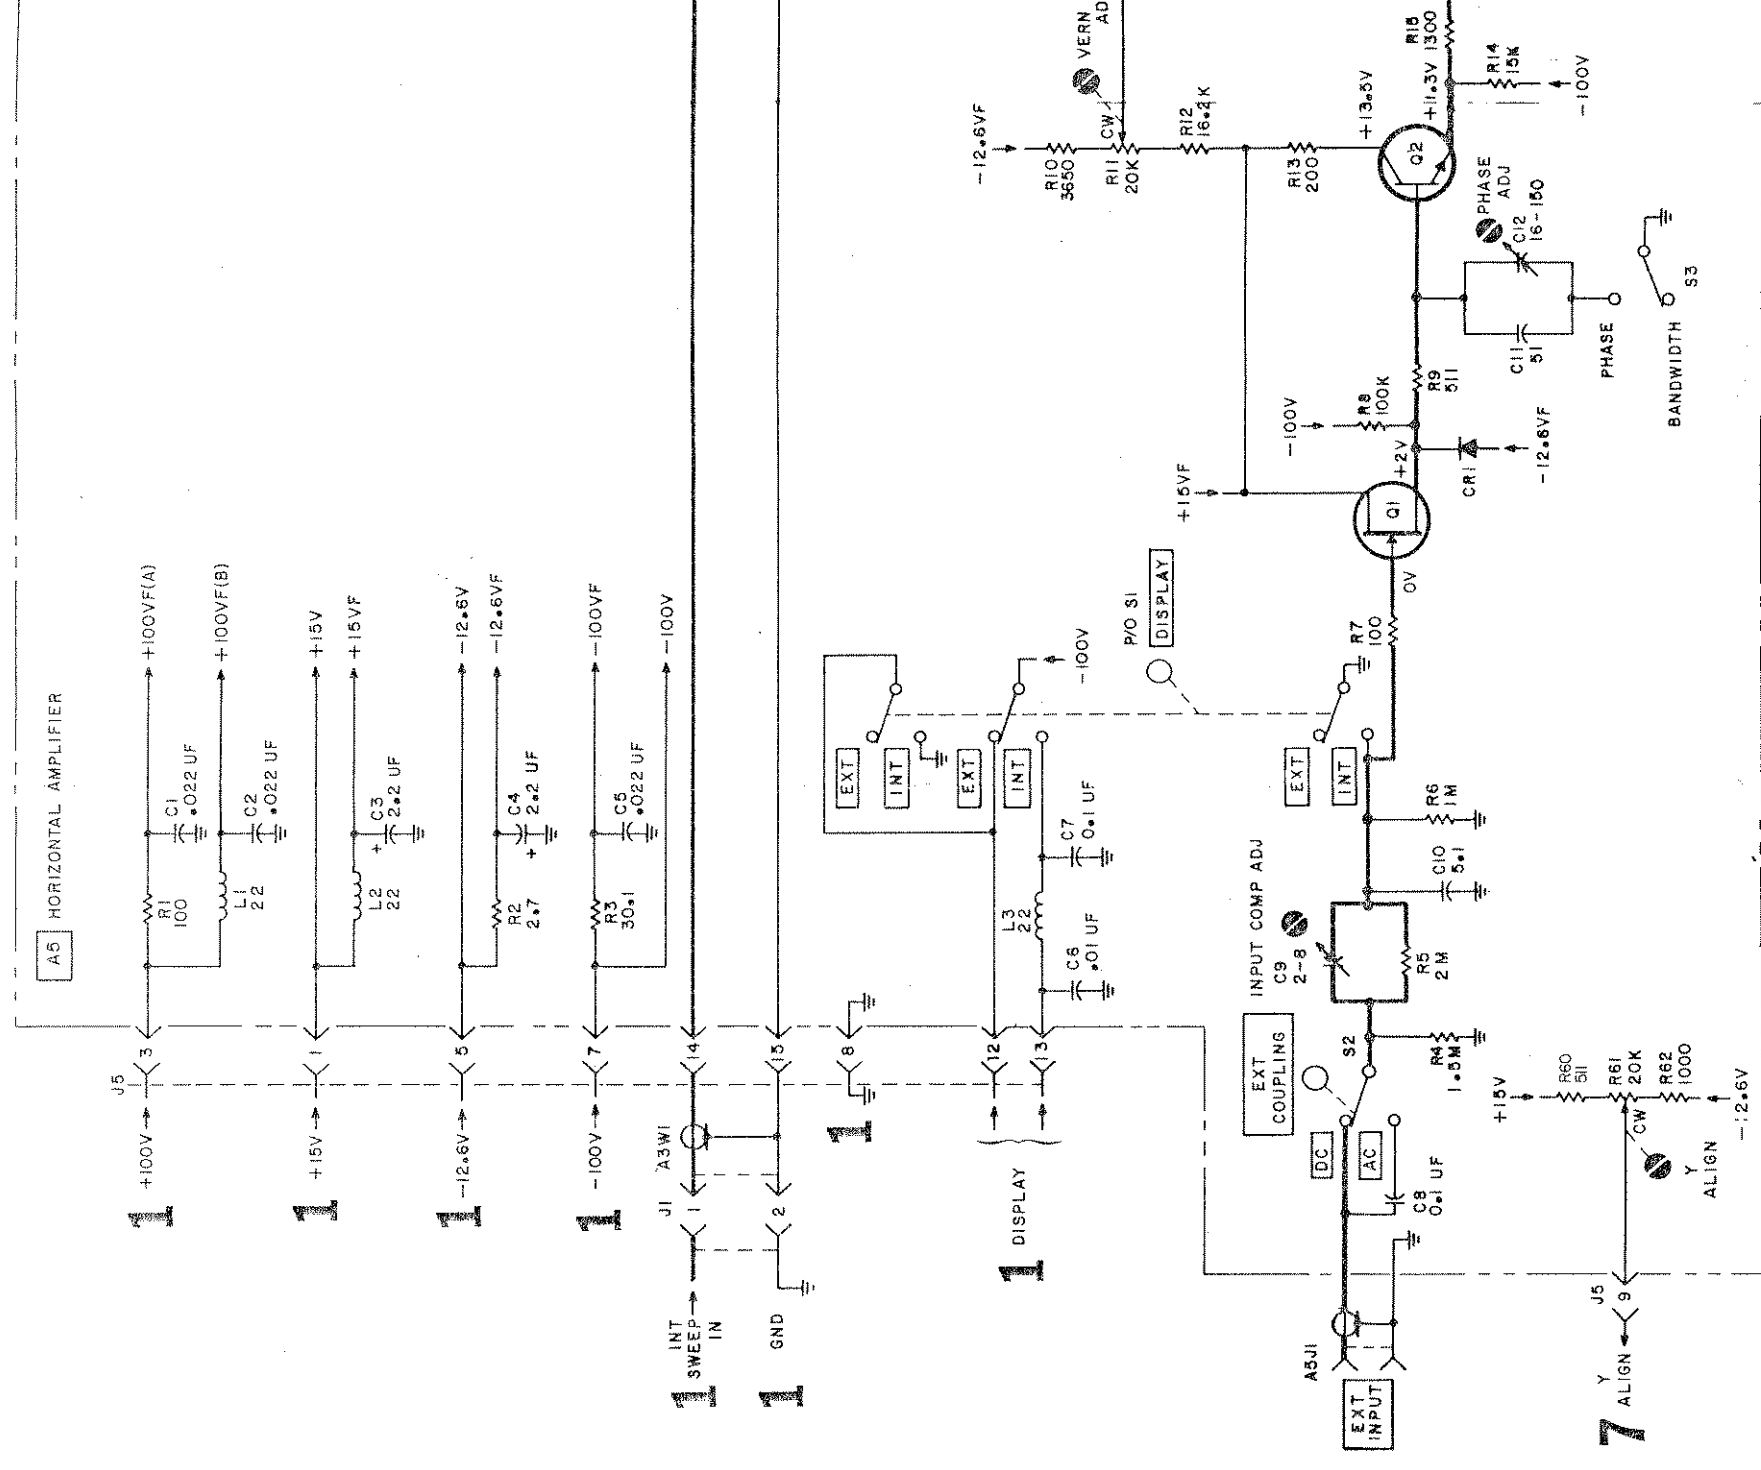 A5 HORIZONTAL AMPLIFIER
J5
1 +100V 3
R1
100
C1
.022 UF
+100VF(A)
L1
22
C2
.022 UF
+100VF(B)
1 +15V 1
+15V
L2
22
+
C3
2.2 UF
+15VF
1 -12.6V 5
-12.6V
R2
2.7
+
C4
2.2 UF
-12.6VF
1 -100V 7
R3
30.1
C5
.022 UF
-100VF
-100V
1 INT
SWEEP
IN
J1
1
A3W1
14
1 GND
2
15
1
8
1 DISPLAY
12
13
C6
.01 UF
L3
22
C7
0.1 UF
EXT
INT
EXT
INT
-100V
P/O S1
DISPLAY
EXT
INT
EXT
INPUT
A5J1
C8
0.1 UF
DC
AC
EXT
COUPLING
S2
R4
1.5M
INPUT COMP ADJ
C9
2-8
R5
2M
C10
5.1
R6
1M
R7
100
0V
Q1
+15VF
+2V
CR1
-12.6VF
-100V
R8
100K
R9
511
C11
51
C12
16-150
PHASE
ADJ
PHASE
BANDWIDTH
S3
Q2
+13.5V
+11.3V
R13
200
R12
16.2K
R11
20K
CW
VERN
R10
3650
-12.6VF
R15
1300
R14
15K
-100V
7 Y
ALIGN
J5
9
Y
ALIGN
CW
+15V
R60
511
R61
20K
R62
1000
-12.6V